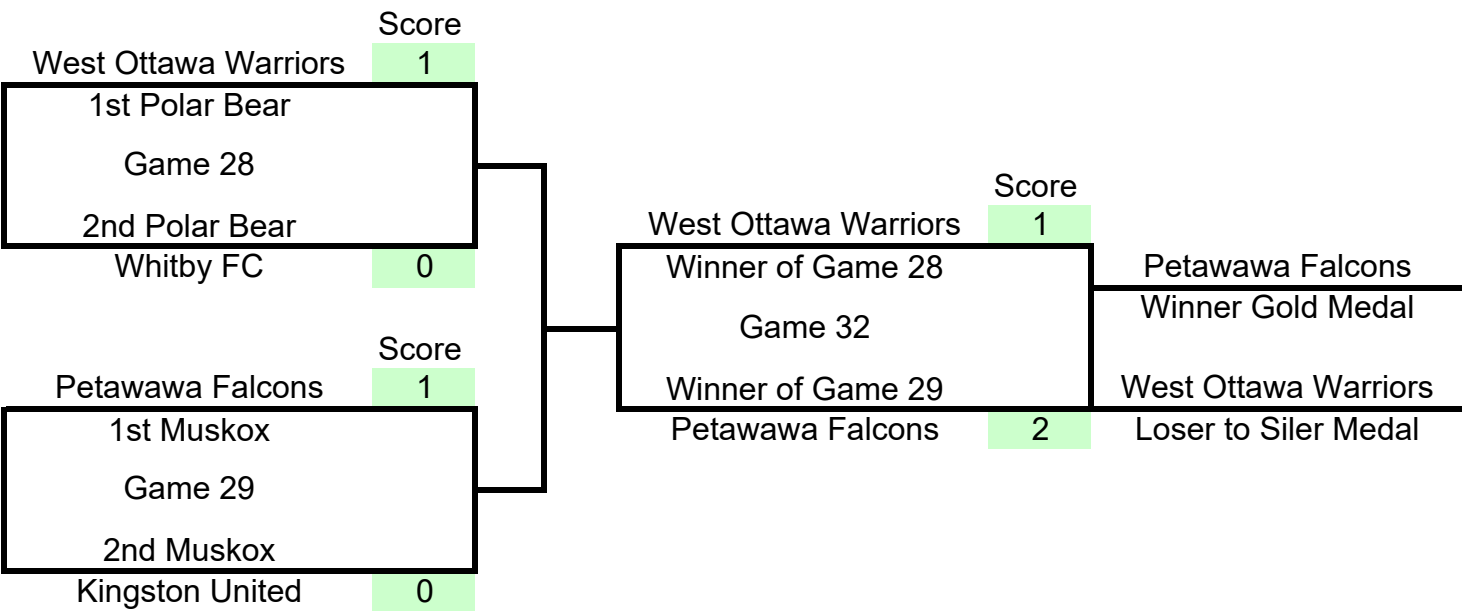 Score
West Ottawa Warriors 1
1st Polar Bear
Game 28
2nd Polar Bear
Whitby FC 0
Score
Petawawa Falcons 1
1st Muskox
Game 29
2nd Muskox
Kingston United 0
Score
West Ottawa Warriors 1
Winner of Game 28
Game 32
Winner of Game 29
Petawawa Falcons 2
Petawawa Falcons
Winner Gold Medal
West Ottawa Warriors
Loser to Siler Medal